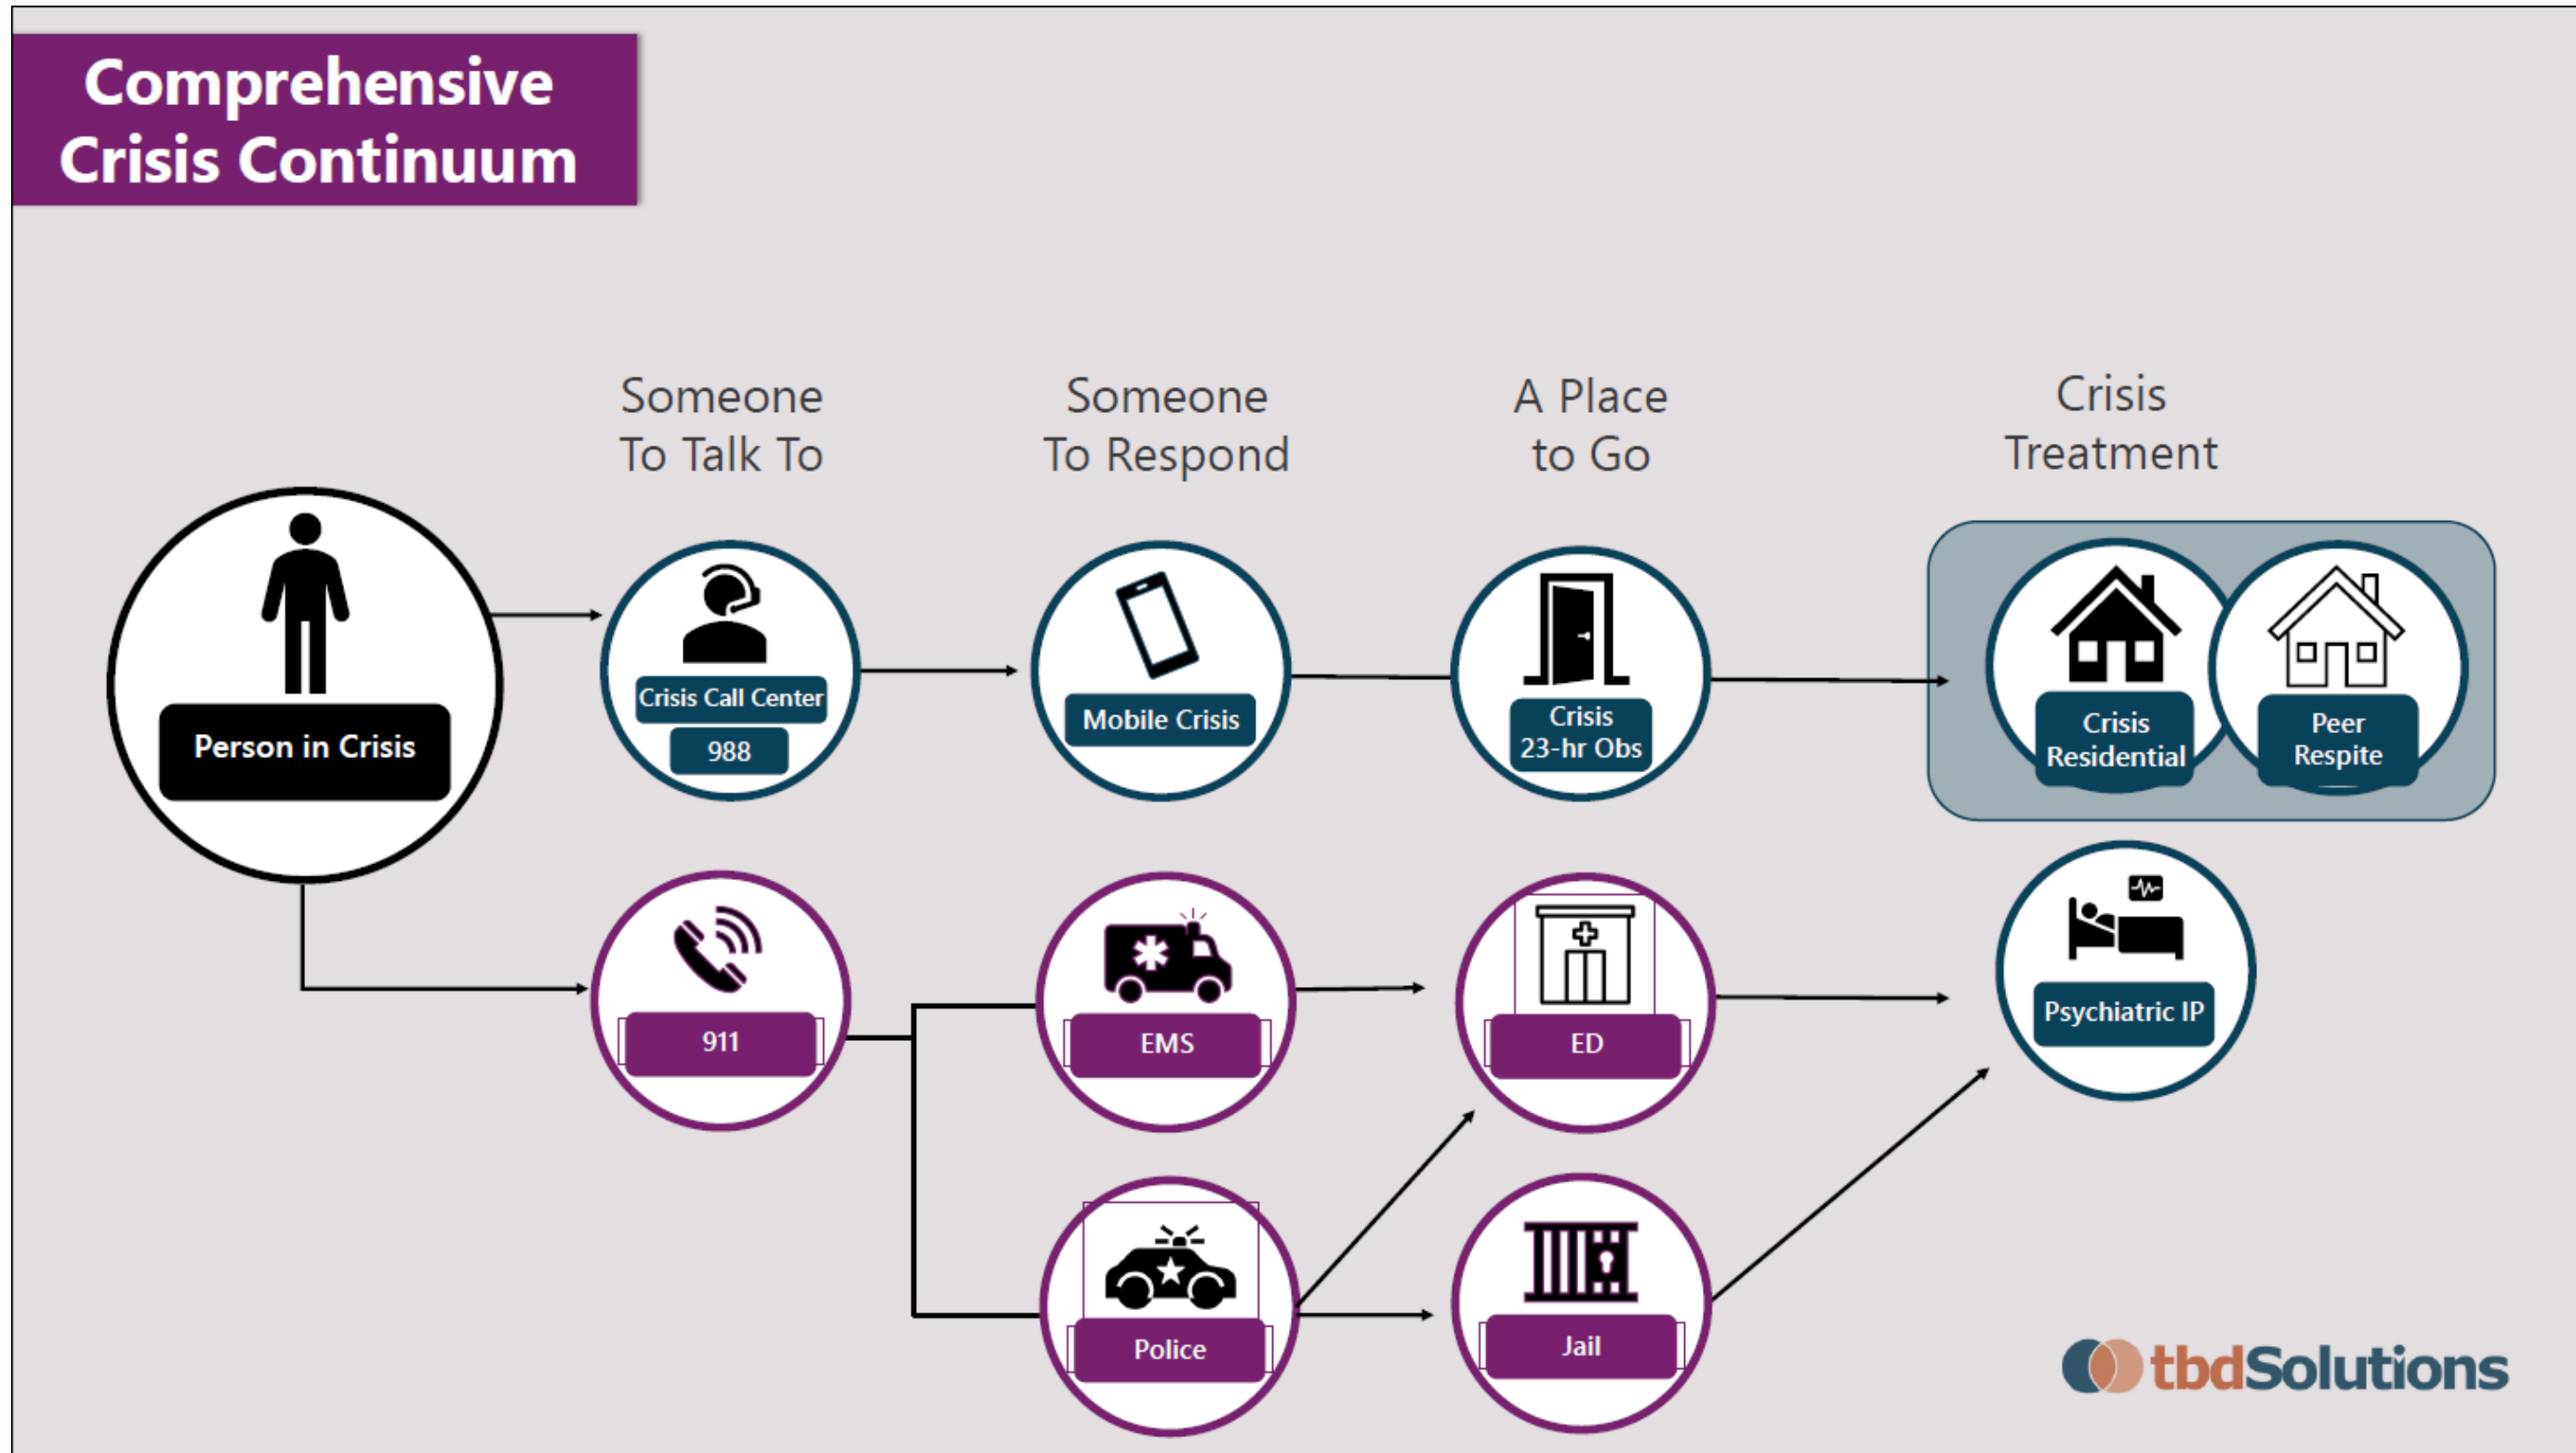 Comprehensive
Crisis Continuum
Someone
To Talk To
Someone
To Respond
A Place
to Go
Crisis
Treatment
Person in Crisis
Crisis Call Center
988
Mobile Crisis
Crisis
23-hr Obs
Crisis
Residential
Peer
Respite
911
EMS
ED
Psychiatric IP
Police
Jail
tbdSolutions